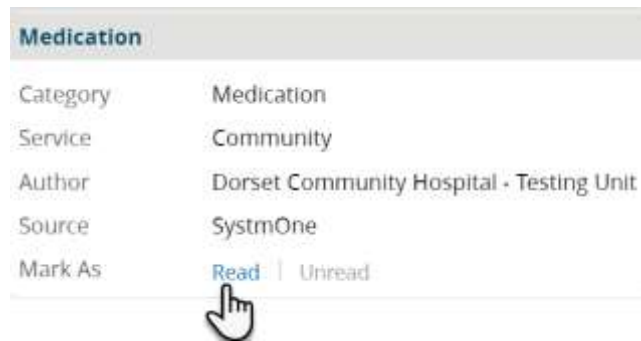 Medication
Category Medication
Service Community
Author Dorset Community Hospital - Testing Unit
Source SystmOne
Mark As Read | Unread